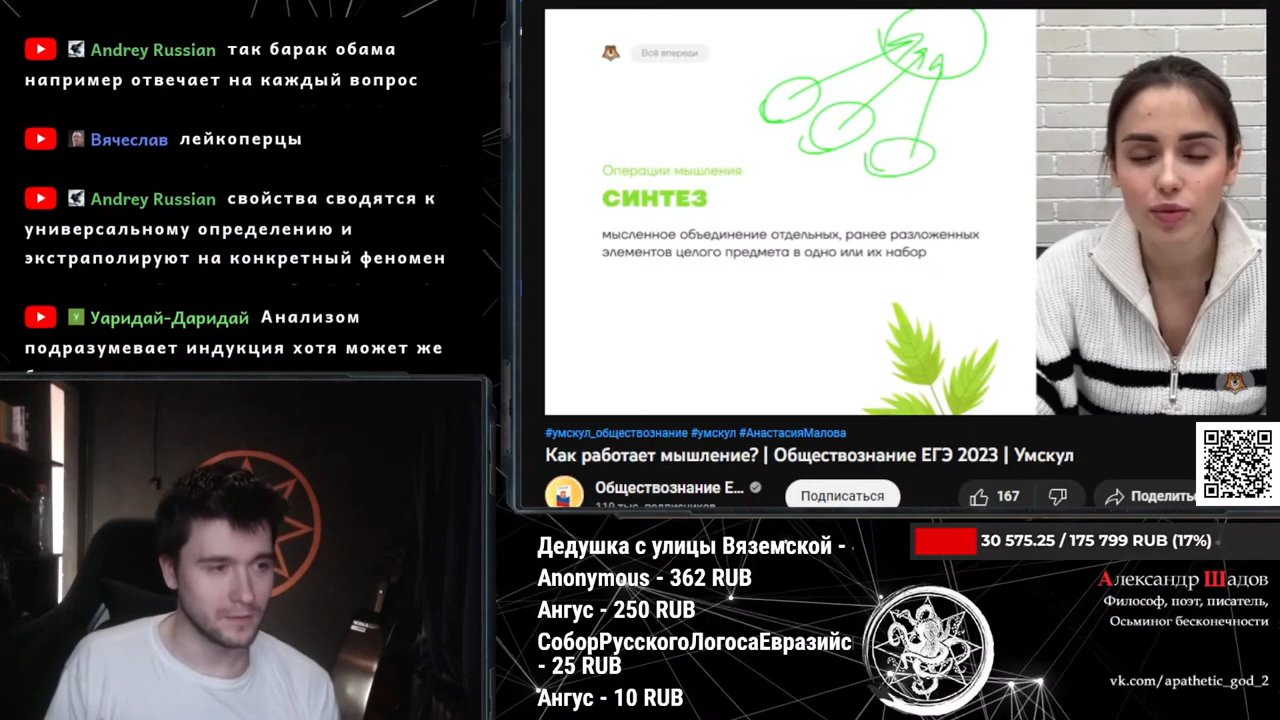 Andrey Russian так барак обама
например отвечает на каждый вопрос
Вячеслав лейкоперцы
Andrey Russian свойства сводятся к
универсальному определению и
экстраполируют на конкретный феномен
Уаридай-Даридай Анализом
подразумевает индукция хотя может же
Всё впереди
Операции мышления
СИНТЕЗ
мысленное объединение отдельных, ранее разложенных
элементов целого предмета в одно или их набор
#умскул_обществознание #умскул #АнастасияМалова
Как работает мышление? | Обществознание ЕГЭ 2023 | Умскул
Обществознание Е...
Подписаться
167
Поделить
Дедушка с улицы Вяземской -
Anonymous - 362 RUB
Ангус - 250 RUB
СоборРусскогоЛогосаЕвразийс
- 25 RUB
Ангус - 10 RUB
30 575.25 / 175 799 RUB (17%)
Александр Шадов
Философ, поэт, писатель,
Осьминог бесконечности
vk.com/apathetic_god_2